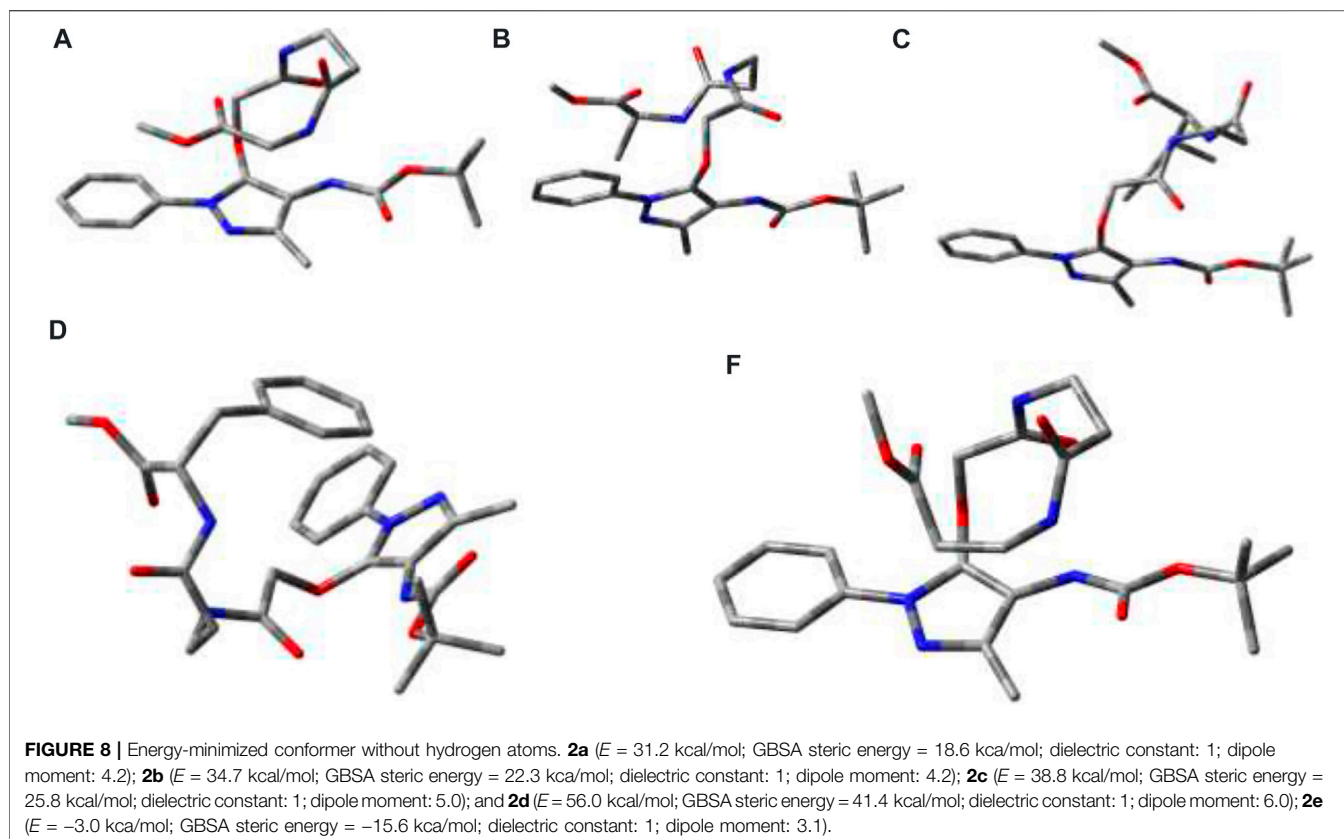 A
B
C
D
F
FIGURE 8 | Energy-minimized conformer without hydrogen atoms. 2a (E = 31.2 kcal/mol; GBSA steric energy = 18.6 kca/mol; dielectric constant: 1; dipole
moment: 4.2); 2b (E = 34.7 kcal/mol; GBSA steric energy = 22.3 kca/mol; dielectric constant: 1; dipole moment: 4.2); 2c (E = 38.8 kcal/mol; GBSA steric energy =
25.8 kcal/mol; dielectric constant: 1; dipole moment: 5.0); and 2d (E = 56.0 kcal/mol; GBSA steric energy = 41.4 kcal/mol; dielectric constant: 1; dipole moment: 6.0); 2e
(E = −3.0 kca/mol; GBSA steric energy = −15.6 kca/mol; dielectric constant: 1; dipole moment: 3.1).